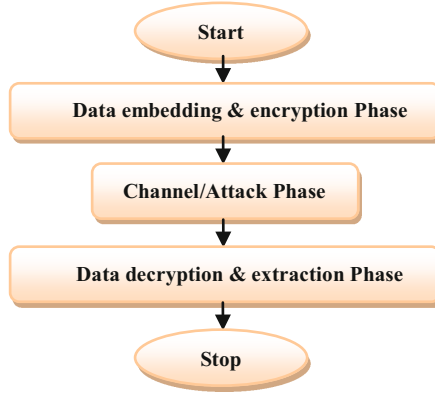 Start
Data embedding & encryption Phase
Channel/Attack Phase
Data decryption & extraction Phase
Stop